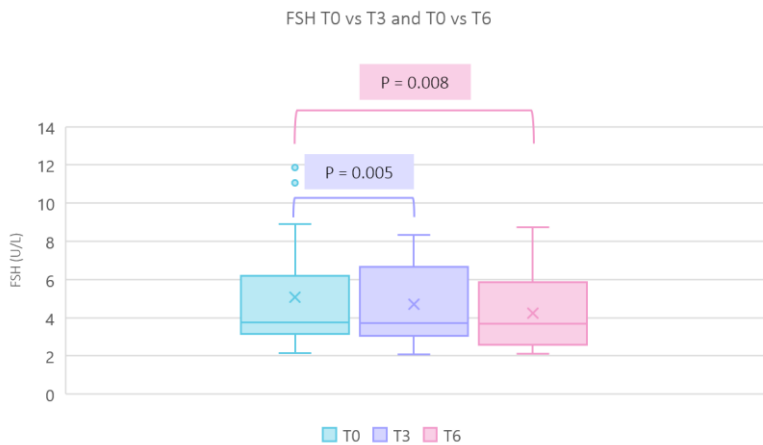 FSH T0 vs T3 and T0 vs T6
P = 0.008
P = 0.005
FSH (U/L)
14
12
10
8
6
4
2
0
T0 T3 T6